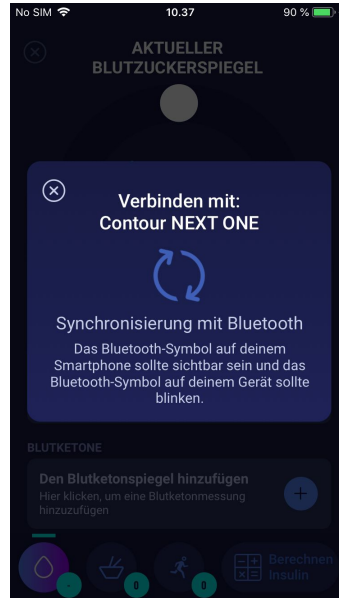 No SIM 10.37 90 %
AKTUELLER
BLUTZUCKERSPIEGEL
Verbinden mit:
Contour NEXT ONE
Synchronisierung mit Bluetooth
Das Bluetooth-Symbol auf deinem
Smartphone sollte sichtbar sein und das
Bluetooth-Symbol auf deinem Gerät sollte
blinken.
BLUTKETONE
Den Blutketonspiegel hinzufügen
Hier klicken, um eine Blutketonmessung
hinzuzufügen
- 0 0
Berechnen
Insulin